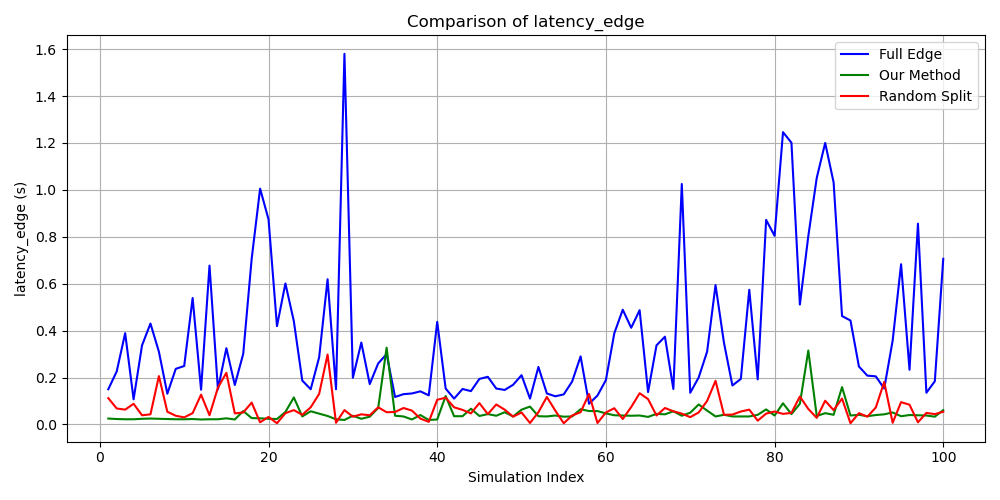 Comparison of latency_edge
Full Edge
Our Method
Random Split
latency_edge (s)
1.6
1.4
1.2
1.0
0.8
0.6
0.4
0.2
0.0
0 20 40 60 80 100
Simulation Index